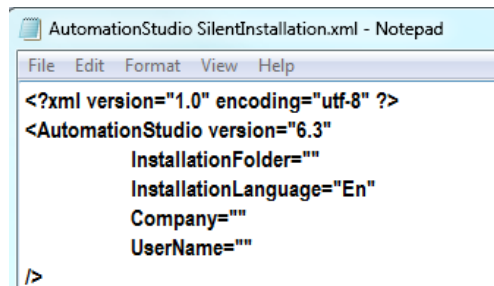 AutomationStudio SilentInstallation.xml - Notepad
File Edit Format View Help
<?xml version="1.0" encoding="utf-8" ?>
<AutomationStudio version="6.3"
InstallationFolder=""
InstallationLanguage="En"
Company=""
UserName=""
/>